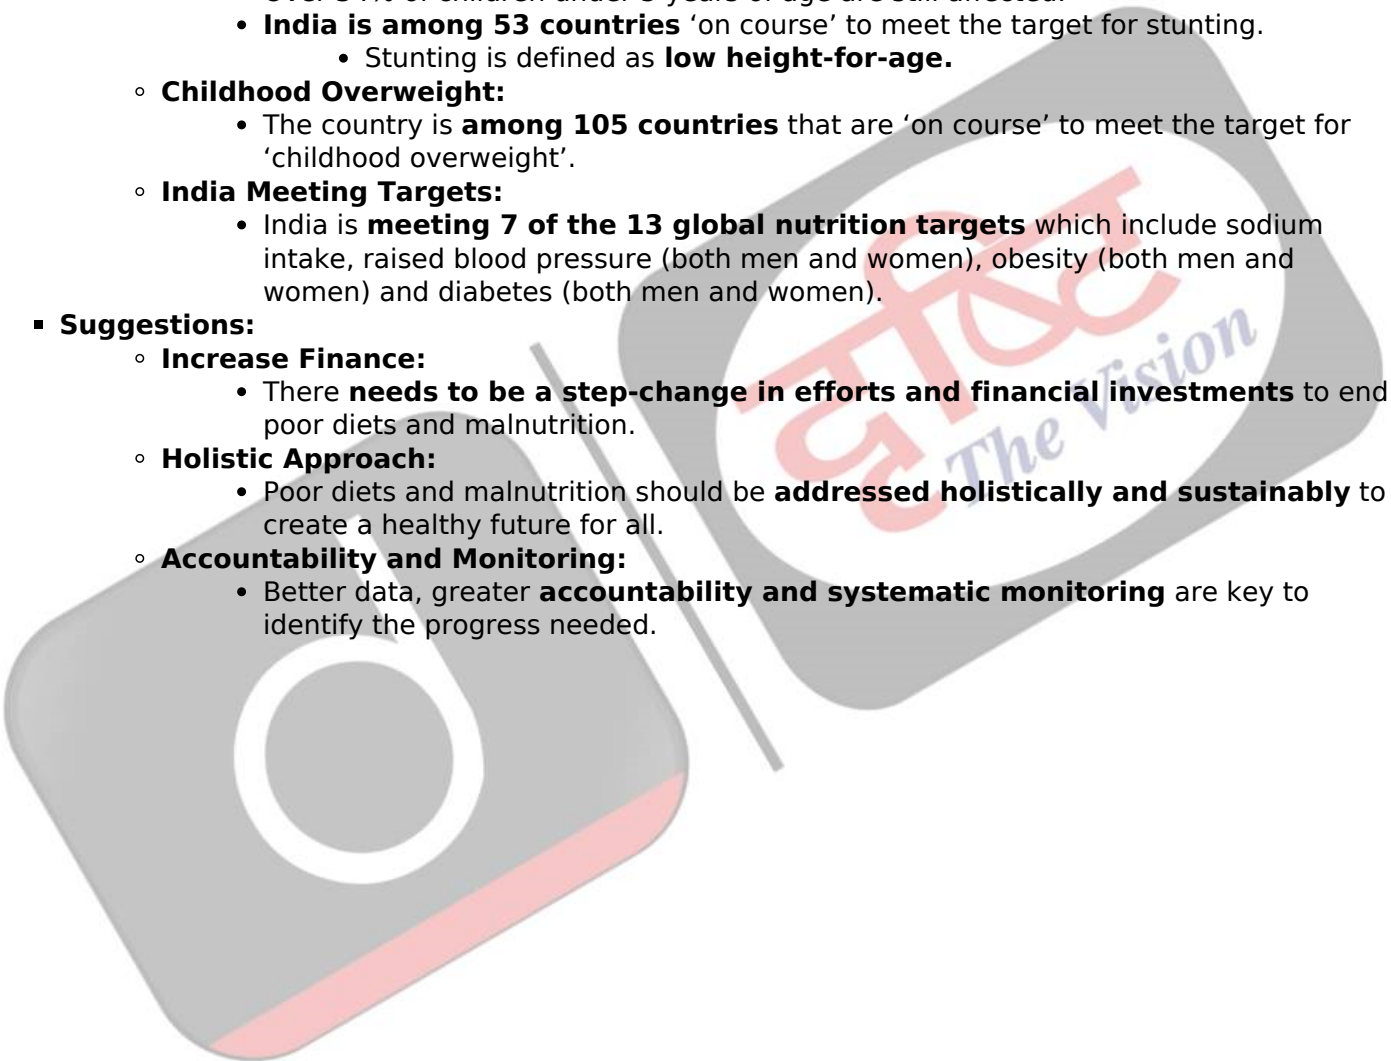 • India is among 53 countries ‘on course’ to meet the target for stunting.
• Stunting is defined as low height-for-age.
◦ Childhood Overweight:
• The country is among 105 countries that are ‘on course’ to meet the target for
‘childhood overweight’.
◦ India Meeting Targets:
• India is meeting 7 of the 13 global nutrition targets which include sodium
intake, raised blood pressure (both men and women), obesity (both men and
women) and diabetes (both men and women).
▪ Suggestions:
◦ Increase Finance:
• There needs to be a step-change in efforts and financial investments to end
poor diets and malnutrition.
◦ Holistic Approach:
• Poor diets and malnutrition should be addressed holistically and sustainably to
create a healthy future for all.
◦ Accountability and Monitoring:
• Better data, greater accountability and systematic monitoring are key to
identify the progress needed.
d
दृष्टि
The Vision